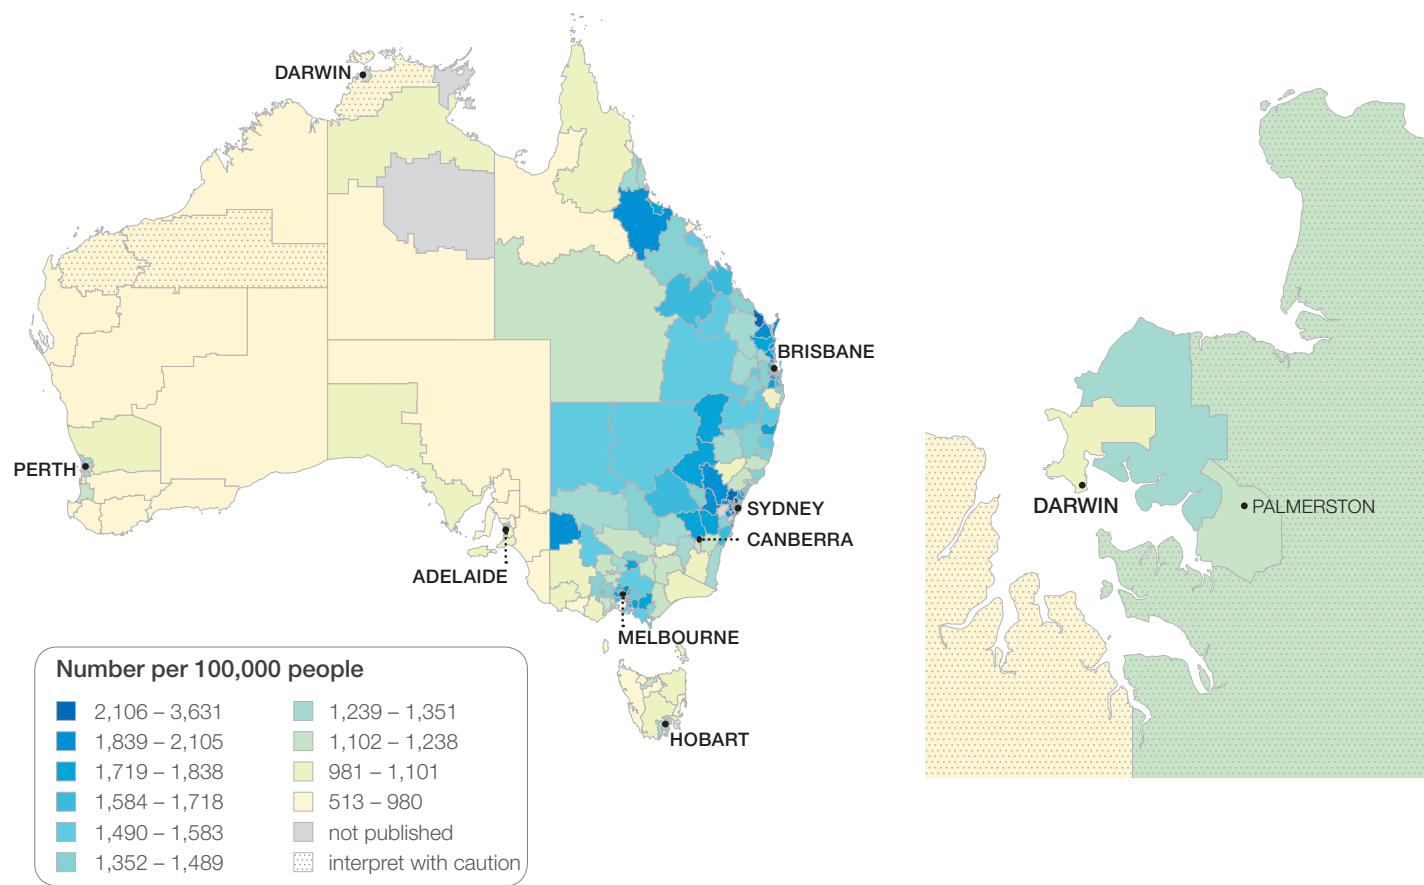 DARWIN
BRISBANE
PERTH
SYDNEY
CANBERRA
ADELAIDE
MELBOURNE
HOBART
DARWIN
PALMERSTON
Number per 100,000 people
2,106 – 3,631
1,839 – 2,105
1,719 – 1,838
1,584 – 1,718
1,490 – 1,583
1,352 – 1,489
1,239 – 1,351
1,102 – 1,238
981 – 1,101
513 – 980
not published
interpret with caution